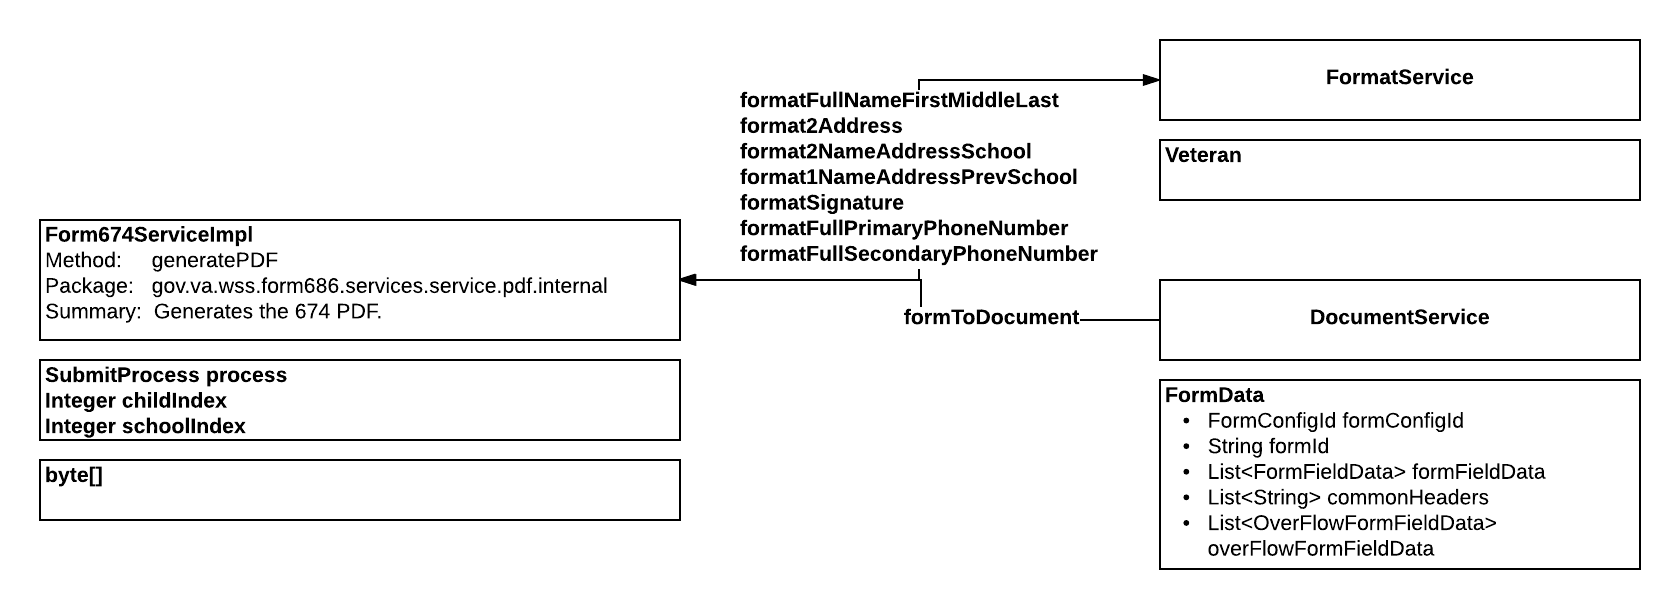 FormatService
Veteran
formatFullNameFirstMiddleLast
format2Address
format2NameAddressSchool
format1NameAddressPrevSchool
formatSignature
formatFullPrimaryPhoneNumber
formatFullSecondaryPhoneNumber
Form674ServiceImpl
Method: generatePDF
Package: gov.va.wss.form686.services.service.pdf.internal
Summary: Generates the 674 PDF.
formToDocument
DocumentService
SubmitProcess process
Integer childIndex
Integer schoolIndex
byte[]
FormData
• FormConfigId formConfigId
• String formId
• List<FormFieldData> formFieldData
• List<String> commonHeaders
• List<OverFlowFormFieldData>
overFlowFormFieldData